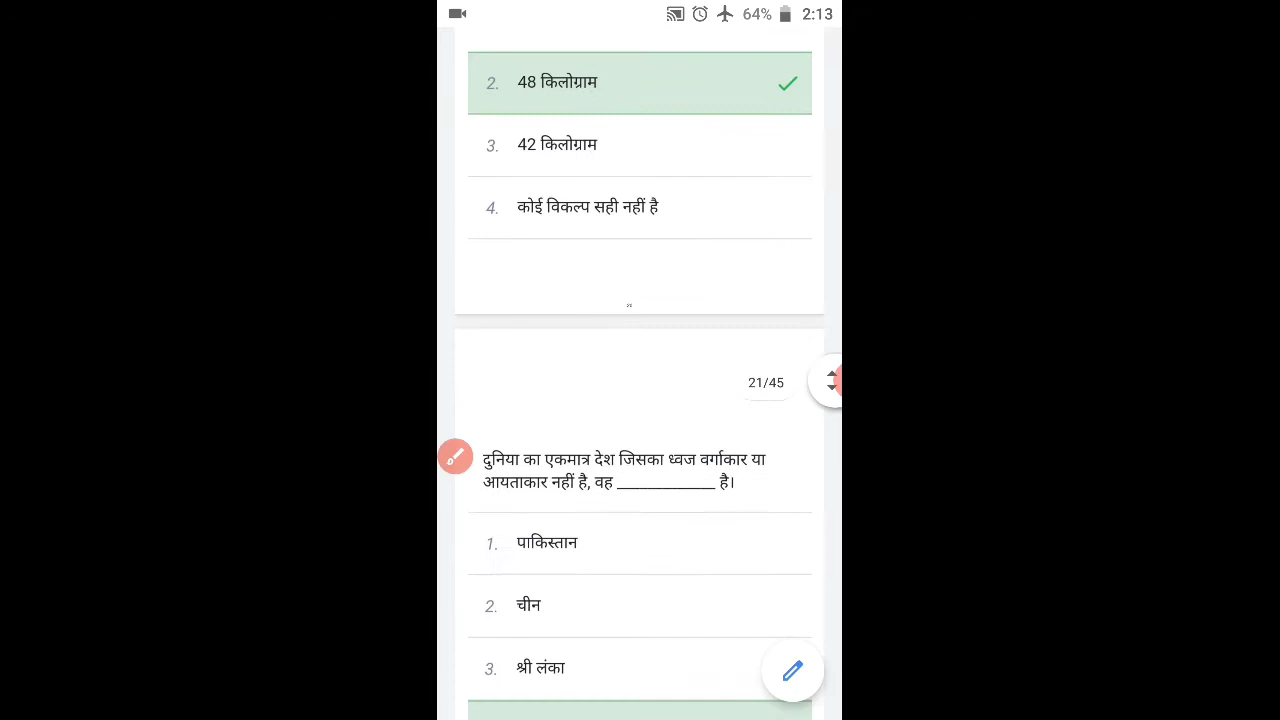 64% 2:13
2. 48 किलोग्राम
3. 42 किलोग्राम
4. कोई विकल्प सही नहीं है
21/45
दुनिया का एकमात्र देश जिसका ध्वज वर्गाकार या
आयताकार नहीं है, वह ____________ है।
1. पाकिस्तान
2. चीन
3. श्री लंका